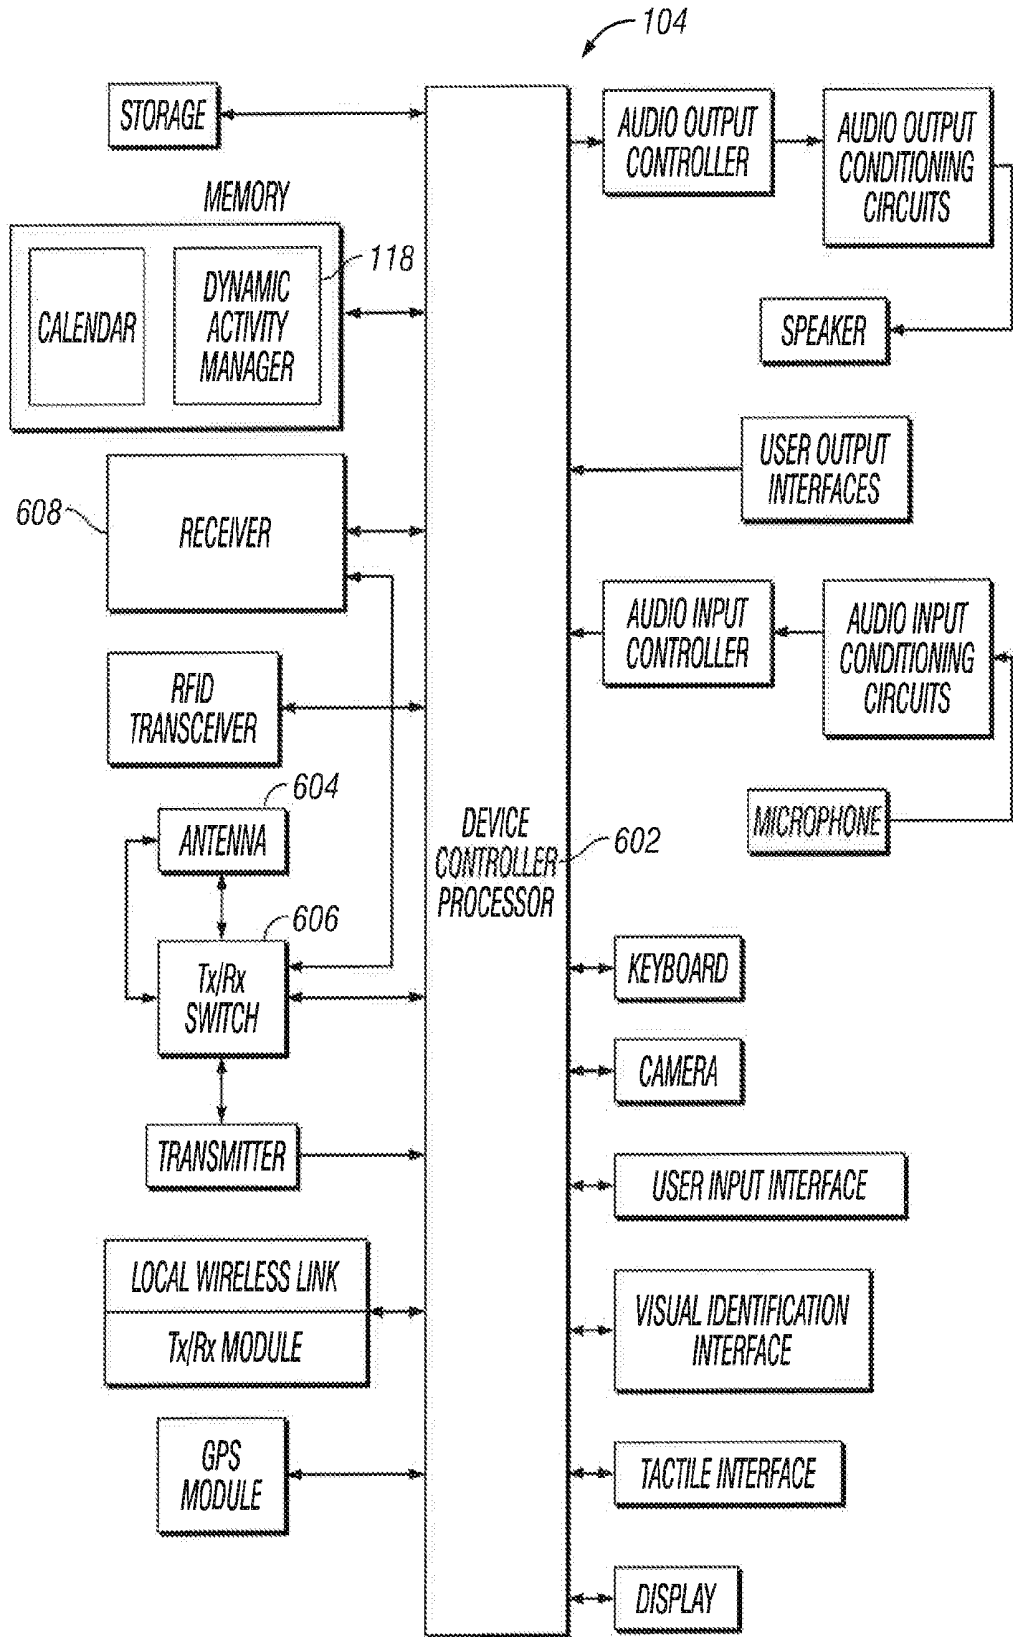 104
STORAGE
MEMORY
CALENDAR
DYNAMIC
ACTIVITY
MANAGER
118
608
RECEIVER
RFID
TRANSCEIVER
604
ANTENNA
606
Tx/Rx
SWITCH
TRANSMITTER
LOCAL WIRELESS LINK
Tx/Rx MODULE
GPS
MODULE
DEVICE
CONTROLLER
PROCESSOR
602
AUDIO OUTPUT
CONTROLLER
AUDIO OUTPUT
CONDITIONING
CIRCUITS
SPEAKER
USER OUTPUT
INTERFACES
AUDIO INPUT
CONTROLLER
AUDIO INPUT
CONDITIONING
CIRCUITS
MICROPHONE
KEYBOARD
CAMERA
USER INPUT INTERFACE
VISUAL IDENTIFICATION
INTERFACE
TACTILE INTERFACE
DISPLAY